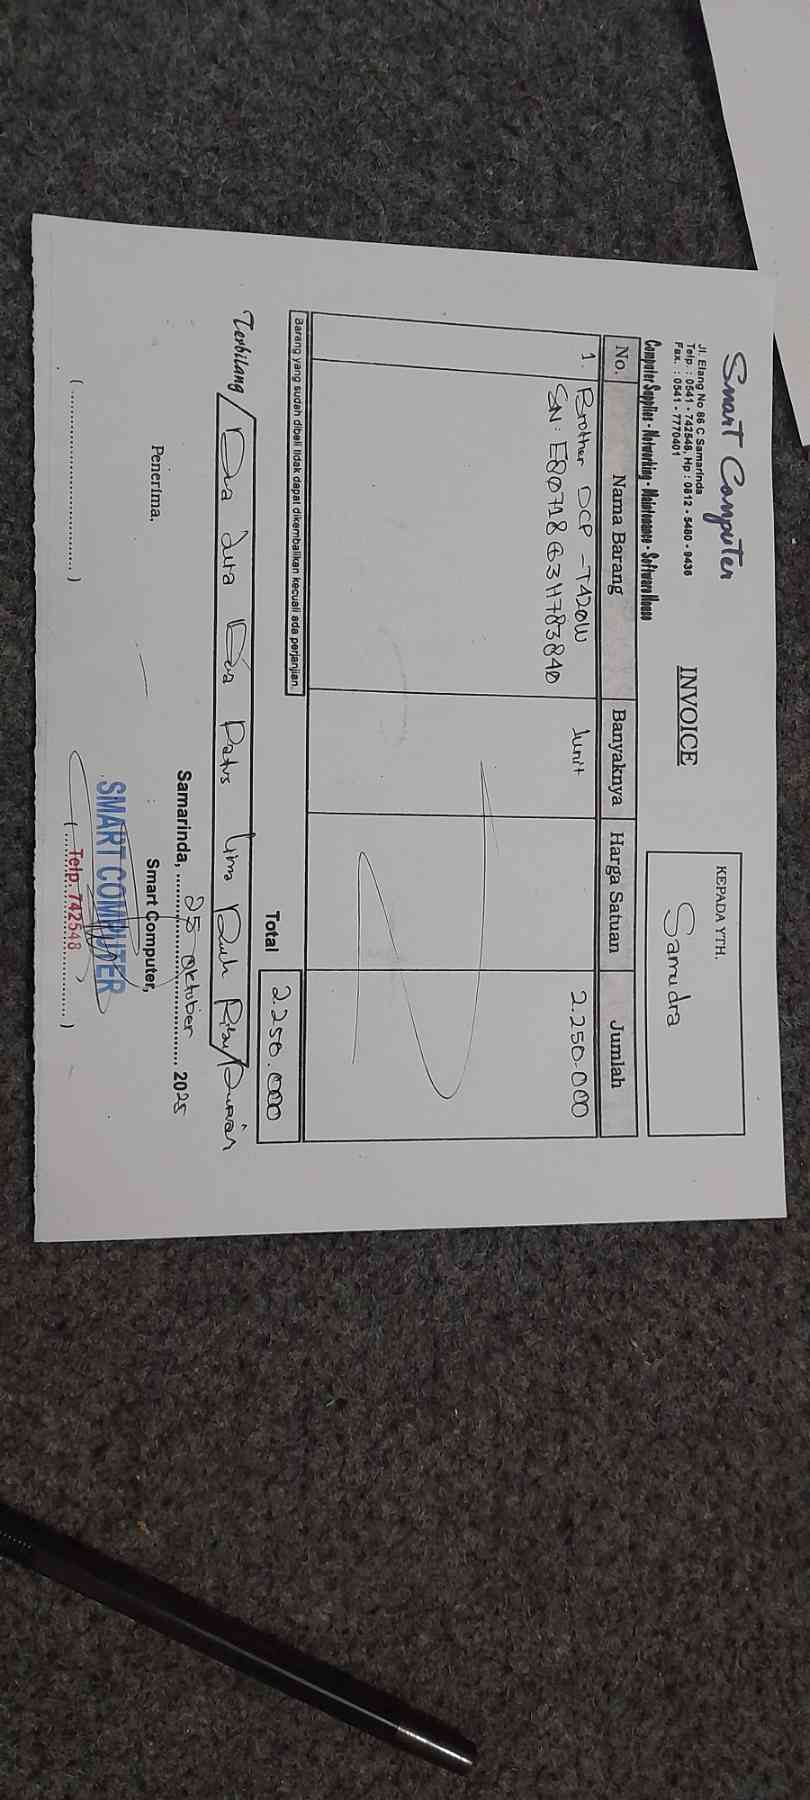 Smart Computer
Jl. Elang No 86 C Samarinda
Telp. : 0541 - 742548, Hp : 0812 - 5480 - 9436
Fax. : 0541 - 7770401
Computer Supplies - Networking - Maintenance - Software House
INVOICE
KEPADA YTH.
Samudra
No. Nama Barang Banyaknya Harga Satuan Jumlah
1. Brother DCP - T420W 1 unit 2.250.000
SN : E80718G3H783840
Barang yang sudah dibeli tidak dapat dikembalikan kecuali ada perjanjian.
Total 2.250.000
Terbilang Dua Juta Dua Ratus Lima Puluh Ribu Rupiah
Samarinda, 25 Oktober 2025
Penerima, Smart Computer,
SMART COMPUTER
Telp. 742548